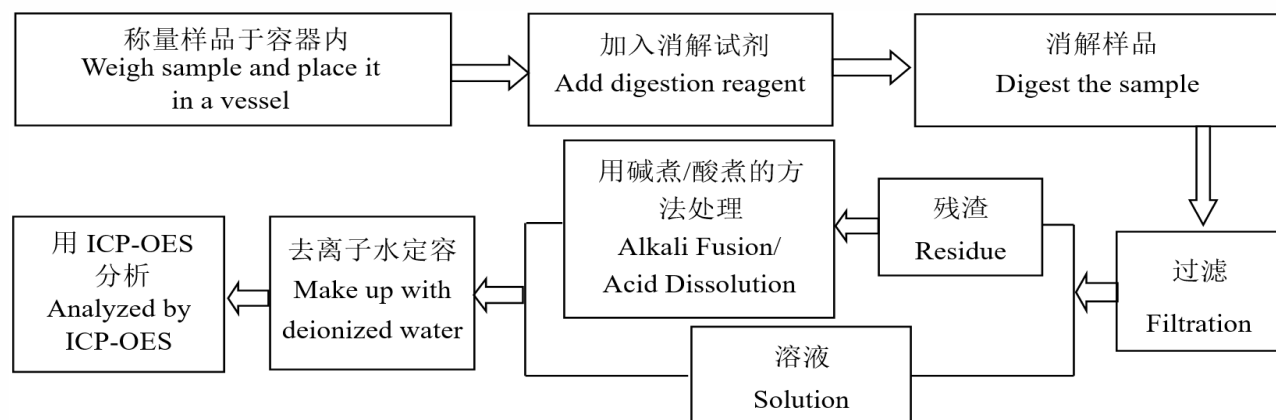 称量样品于容器内
Weigh sample and place it
in a vessel
加入消解试剂
Add digestion reagent
消解样品
Digest the sample
过滤
Filtration
残渣
Residue
用碱煮/酸煮的方
法处理
Alkali Fusion/
Acid Dissolution
溶液
Solution
去离子水定容
Make up with
deionized water
用 ICP-OES
分析
Analyzed by
ICP-OES